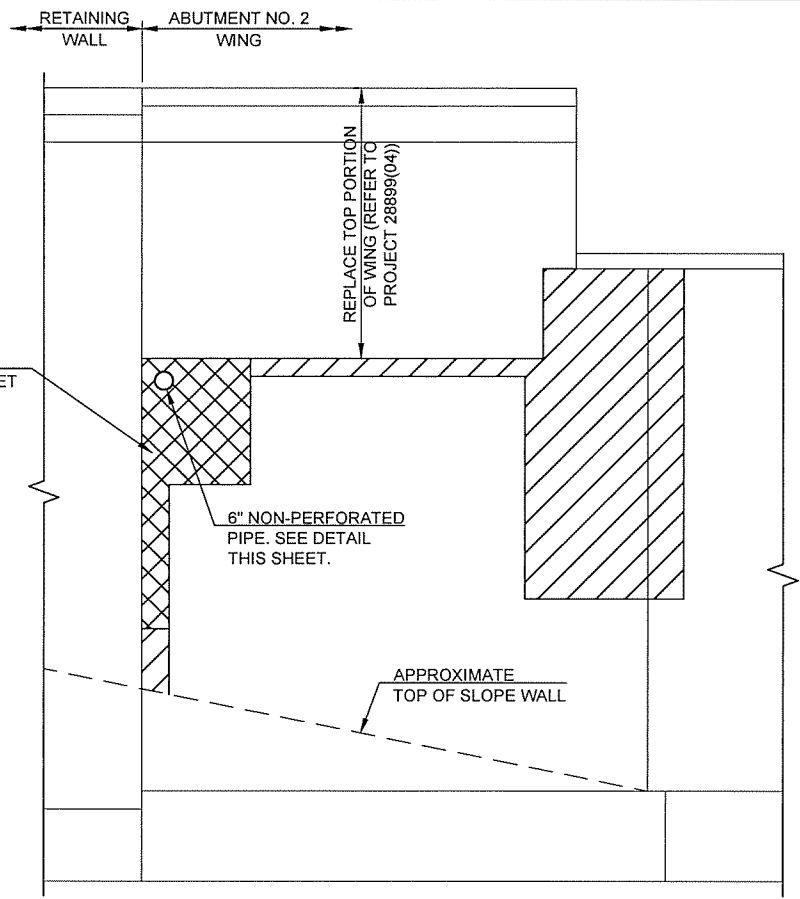 RETAINING
WALL
ABUTMENT NO. 2
WING
REPLACE TOP PORTION
OF WING (REFER TO
PROJECT 28899(04))
ET
6" NON-PERFORATED
PIPE. SEE DETAIL
THIS SHEET.
APPROXIMATE
TOP OF SLOPE WALL